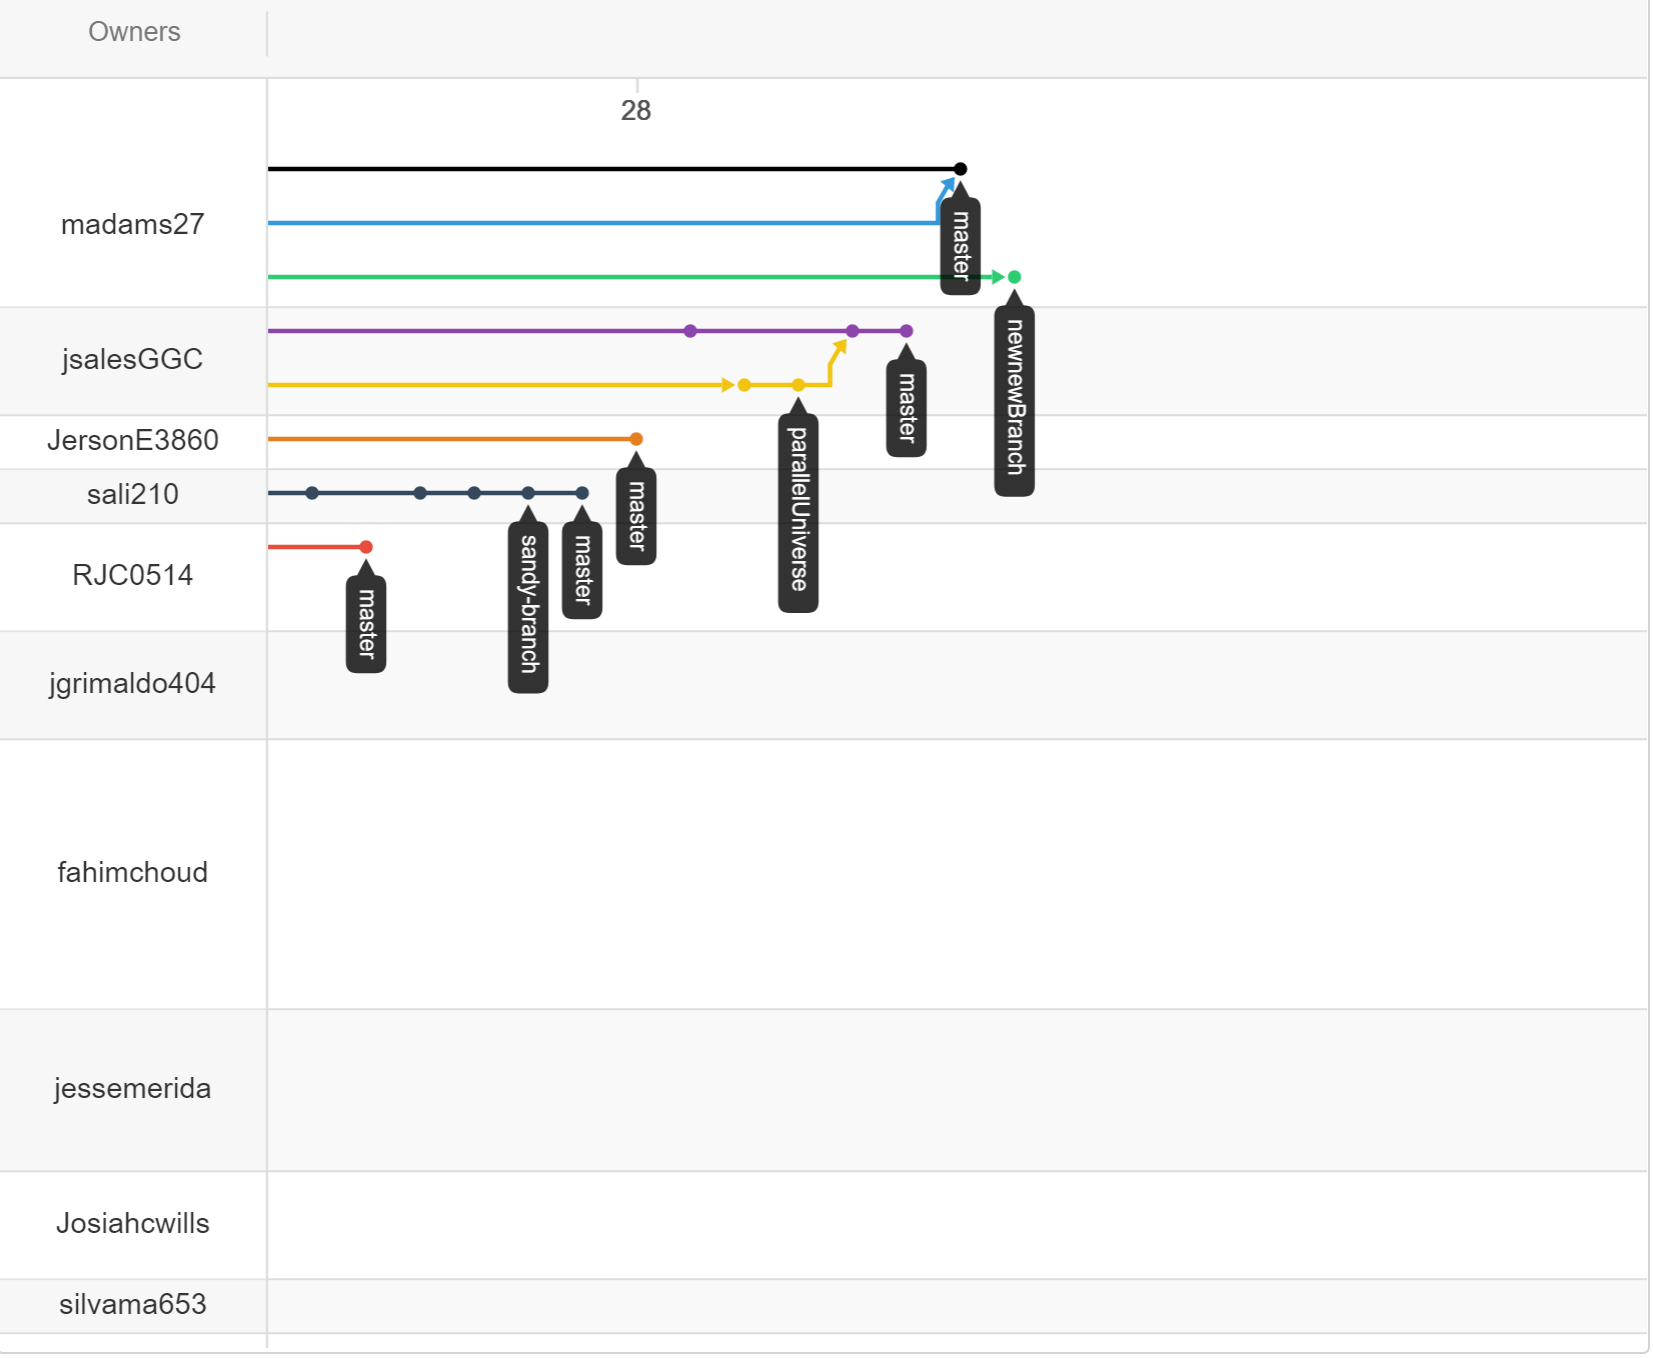 Owners
28
madams27
master
newnewBranch
jsalesGGC
master
parallelUniverse
JersonE3860
master
sali210
sandy-branch
master
RJC0514
master
jgrimaldo404
fahimchoud
jessemerida
Josiahcwills
silvama653